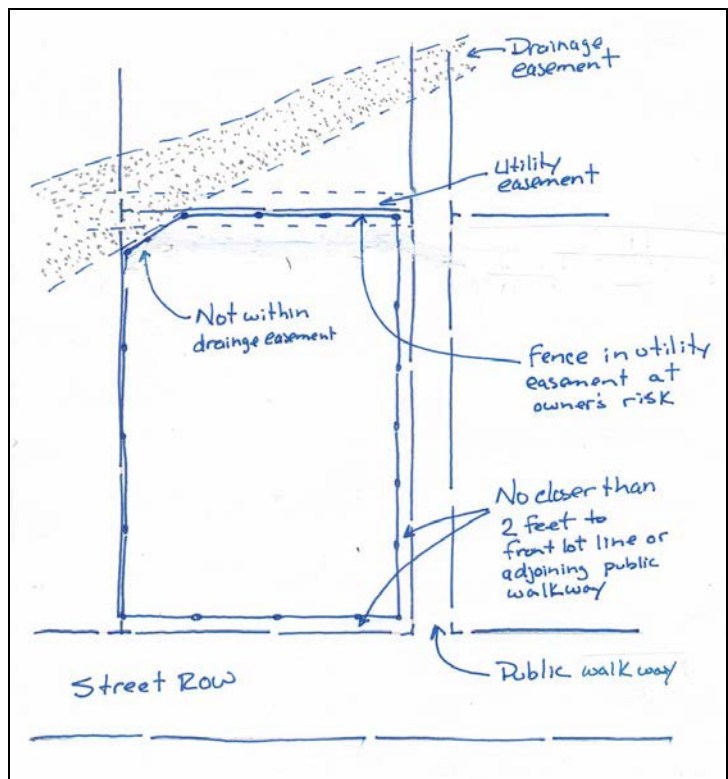 Drainage
easement
Utility
easement
Not within
drainge easement
Fence in utility
easement at
owner's risk
No closer than
2 feet to
front lot line or
adjoining public
walkway
Public walkway
Street ROW